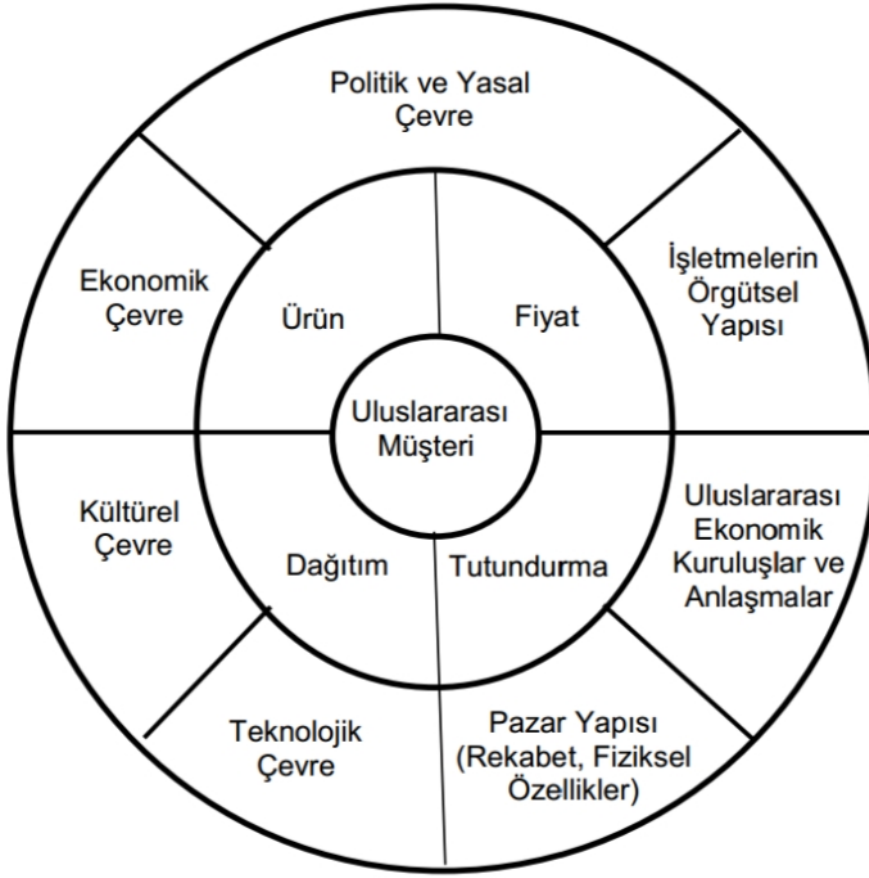 Politik ve Yasal
Çevre
Ekonomik
Çevre
İşletmelerin
Örgütsel
Yapısı
Ürün
Fiyat
Uluslararası
Müşteri
Kültürel
Çevre
Uluslararası
Ekonomik
Kuruluşlar ve
Anlaşmalar
Dağıtım
Tutundurma
Teknolojik
Çevre
Pazar Yapısı
(Rekabet, Fiziksel
Özellikler)